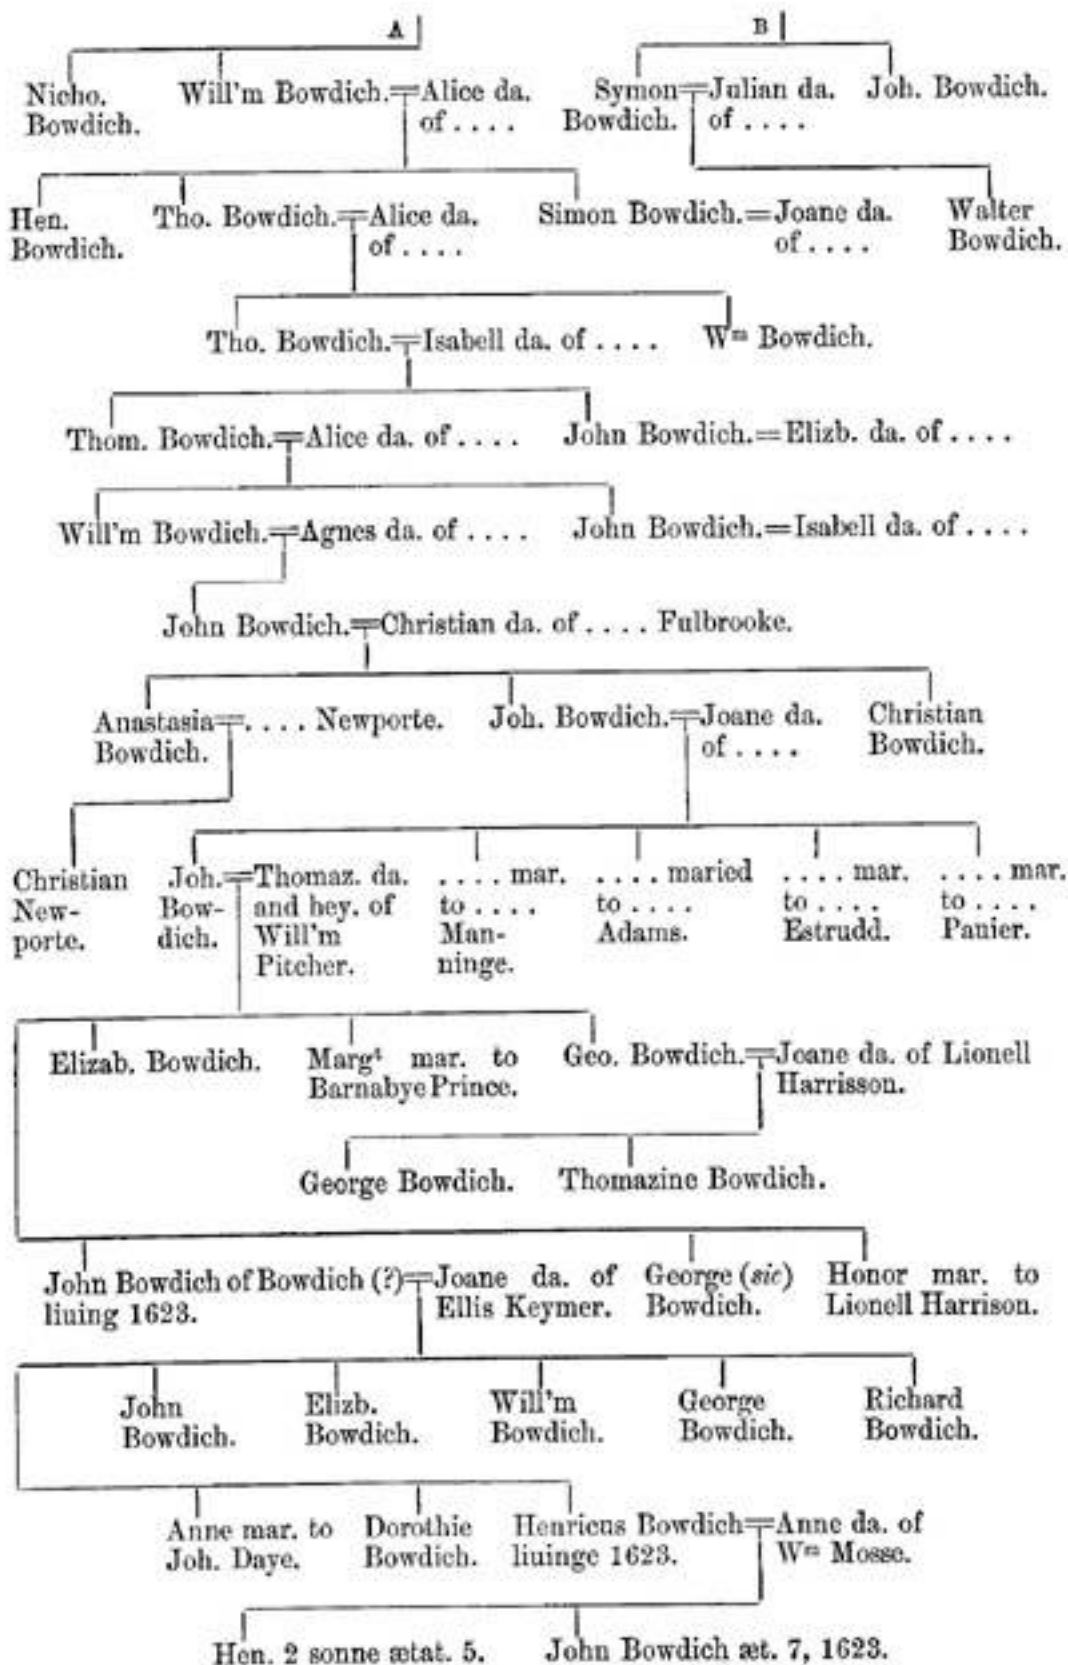 A
B
Nicho.
Bowdich.
Will'm Bowdich.=Alice da.
of . . . .
Symon=Julian da.
Bowdich. of . . . .
Joh. Bowdich.
Hen.
Bowdich.
Tho. Bowdich.=Alice da.
of . . . .
Simon Bowdich.=Joane da.
of . . . .
Walter
Bowdich.
Tho. Bowdich.=Isabell da. of . . . .
Wm Bowdich.
Thom. Bowdich.=Alice da. of . . . .
John Bowdich.=Elizb. da. of . . . .
Will'm Bowdich.=Agnes da. of . . . .
John Bowdich.=Isabell da. of . . . .
John Bowdich.=Christian da. of . . . . Fulbrooke.
Anastasia=. . . . Newporte.
Bowdich.
Joh. Bowdich.=Joane da.
of . . . .
Christian
Bowdich.
Christian
New-
porte.
Joh.=Thomaz. da.
Bow- and hey. of
dich. Will'm
Pitcher.
. . . . mar.
to . . . .
Man-
ninge.
. . . . maried
to . . . .
Adams.
. . . . mar.
to . . . .
Estrudd.
. . . . mar.
to . . . .
Panier.
Elizab. Bowdich.
Margt mar. to
Barnabye Prince.
Geo. Bowdich.=Joane da. of Lionell
Harrisson.
George Bowdich.
Thomazine Bowdich.
John Bowdich of Bowdich (?)=Joane da. of
liuing 1623. Ellis Keymer.
George (sic)
Bowdich.
Honor mar. to
Lionell Harrison.
John
Bowdich.
Elizb.
Bowdich.
Will'm
Bowdich.
George
Bowdich.
Richard
Bowdich.
Anne mar. to
Joh. Daye.
Dorothie
Bowdich.
Henricus Bowdich=Anne da. of
liuinge 1623. Wm Mosse.
Hen. 2 sonne ætat. 5.
John Bowdich æt. 7, 1623.